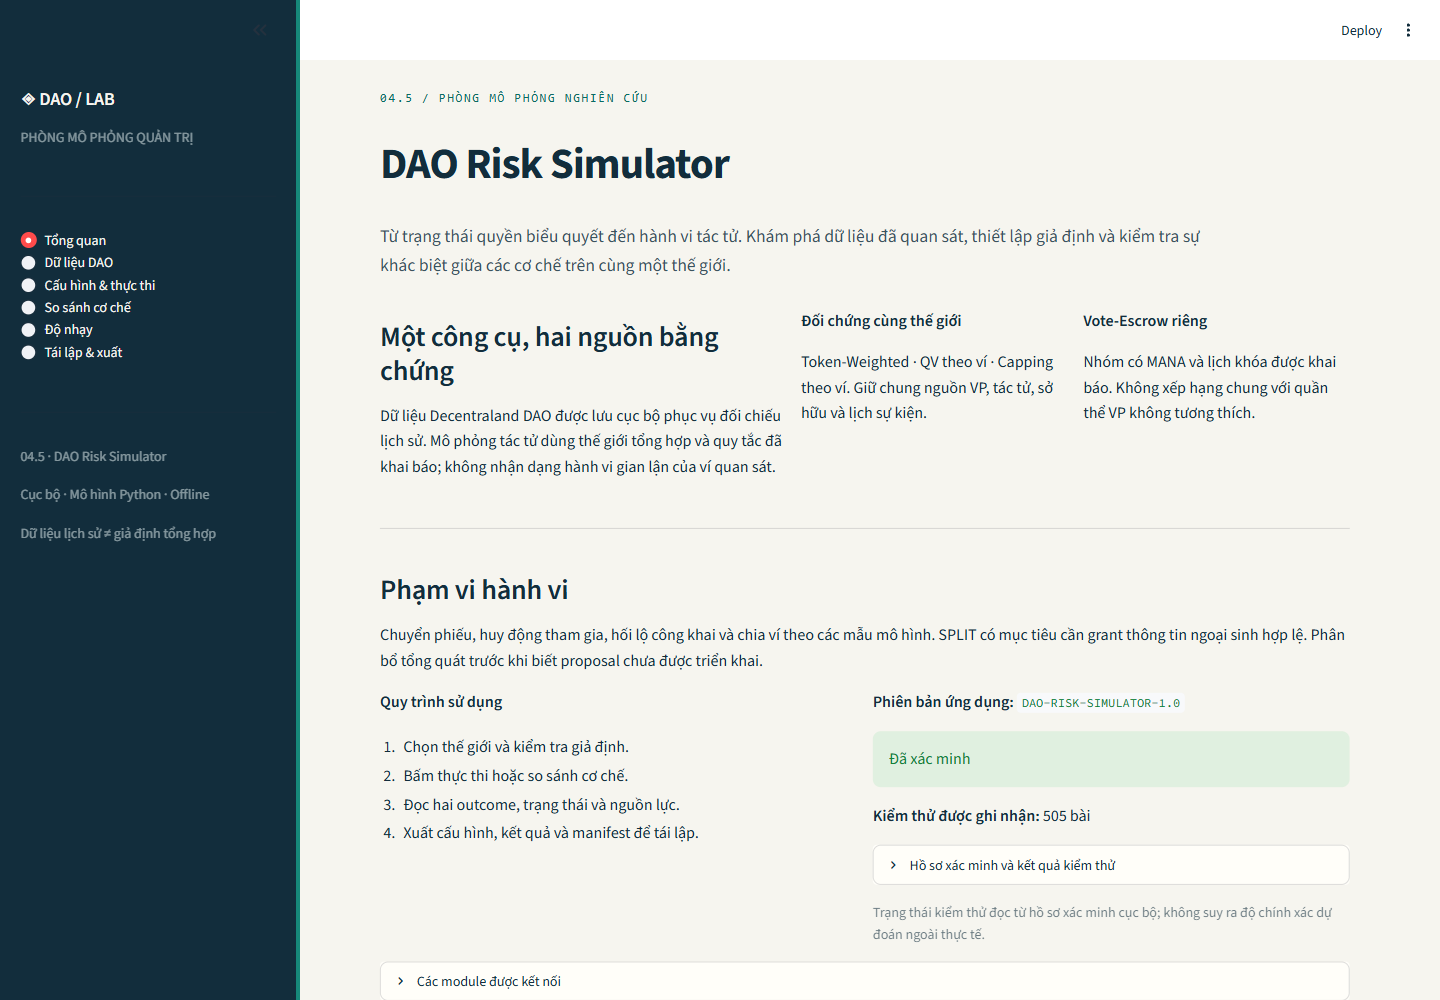 DAO / LAB
PHÒNG MÔ PHỎNG QUẢN TRỊ
Tổng quan
Dữ liệu DAO
Cấu hình & thực thi
So sánh cơ chế
Độ nhạy
Tái lập & xuất
04.5 · DAO Risk Simulator
Cục bộ · Mô hình Python · Offline
Dữ liệu lịch sử ≠ giả định tổng hợp
Deploy
04.5 / PHÒNG MÔ PHỎNG NGHIÊN CỨU
DAO Risk Simulator
Từ trạng thái quyền biểu quyết đến hành vi tác tử. Khám phá dữ liệu đã quan sát, thiết lập giả định và kiểm tra sự
khác biệt giữa các cơ chế trên cùng một thế giới.
Một công cụ, hai nguồn bằng
chứng
Dữ liệu Decentraland DAO được lưu cục bộ phục vụ đối chiếu
lịch sử. Mô phỏng tác tử dùng thế giới tổng hợp và quy tắc đã
khai báo; không nhận dạng hành vi gian lận của ví quan sát.
Đối chứng cùng thế giới
Token-Weighted · QV theo ví · Capping
theo ví. Giữ chung nguồn VP, tác tử, sở
hữu và lịch sự kiện.
Vote-Escrow riêng
Nhóm có MANA và lịch khóa được khai
báo. Không xếp hạng chung với quần
thể VP không tương thích.
Phạm vi hành vi
Chuyển phiếu, huy động tham gia, hối lộ công khai và chia ví theo các mẫu mô hình. SPLIT có mục tiêu cần grant thông tin ngoại sinh hợp lệ. Phân
bổ tổng quát trước khi biết proposal chưa được triển khai.
Quy trình sử dụng
1. Chọn thế giới và kiểm tra giả định.
2. Bấm thực thi hoặc so sánh cơ chế.
3. Đọc hai outcome, trạng thái và nguồn lực.
4. Xuất cấu hình, kết quả và manifest để tái lập.
Phiên bản ứng dụng: DAO-RISK-SIMULATOR-1.0
Đã xác minh
Kiểm thử được ghi nhận: 505 bài
Hồ sơ xác minh và kết quả kiểm thử
Trạng thái kiểm thử đọc từ hồ sơ xác minh cục bộ; không suy ra độ chính xác dự
đoán ngoài thực tế.
Các module được kết nối